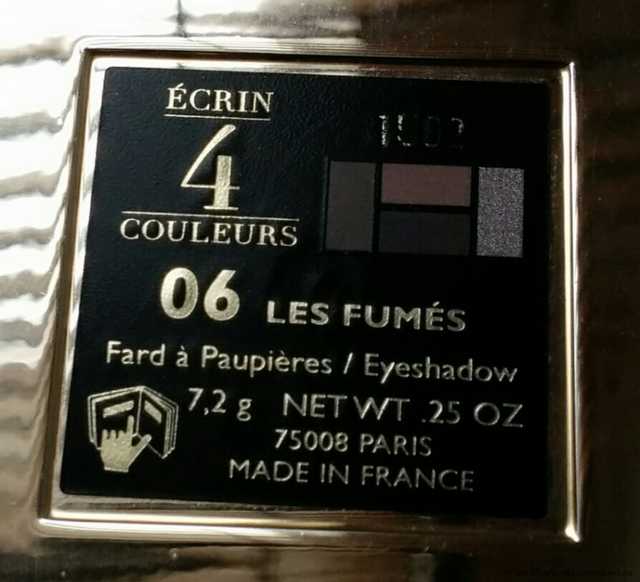 ÉCRIN
4
COULEURS
06 LES FUMÉS
Fard à Paupières / Eyeshadow
7,2 g NET WT .25 OZ
75008 PARIS
MADE IN FRANCE